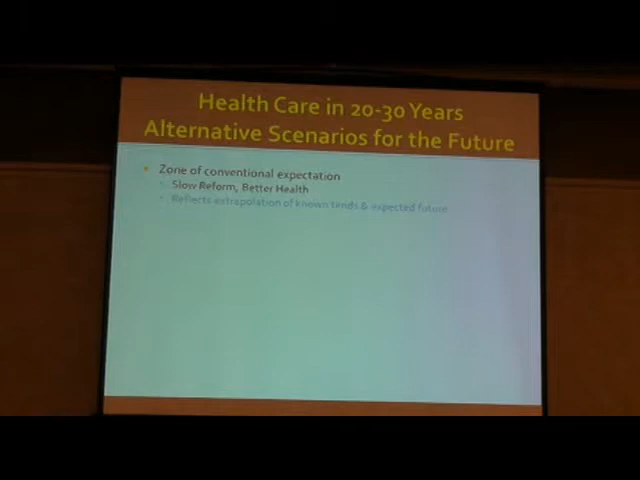 Health Care in 20-30 Years
Alternative Scenarios for the Future
Zone of conventional expectation
Slow Reform, Better Health
Reflects extrapolation of known tends & expected future